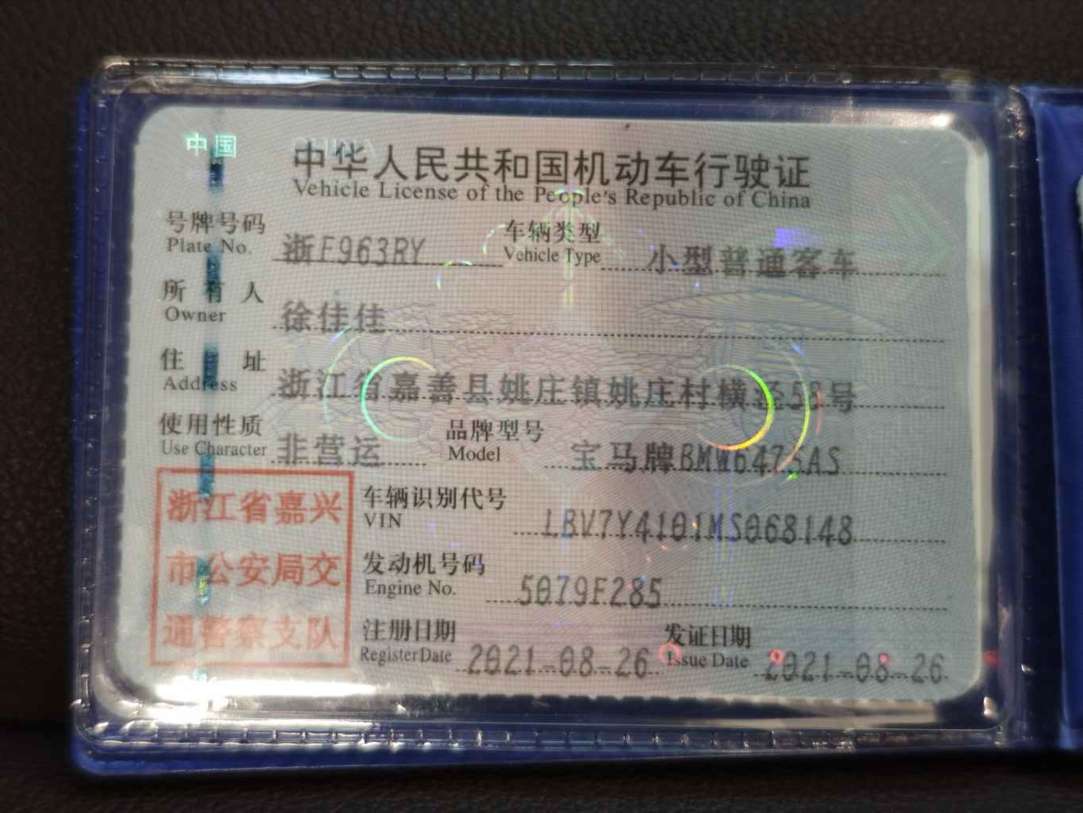 中国 CHINA
中华人民共和国机动车行驶证
Vehicle License of the People's Republic of China
号牌号码 浙F963RY 车辆类型 小型普通客车
Plate No. Vehicle Type
所有人 徐佳佳
Owner
住址 浙江省嘉善县姚庄镇姚庄村横泾55号
Address
使用性质 非营运 品牌型号 宝马牌BMW6475AS
Use Character Model
浙江省嘉兴
市公安局交
通警察支队
车辆识别代号 LBV7Y4101MS068148
VIN
发动机号码 5079F285
Engine No.
注册日期 2021-08-26 发证日期 2021-08-26
Register Date Issue Date